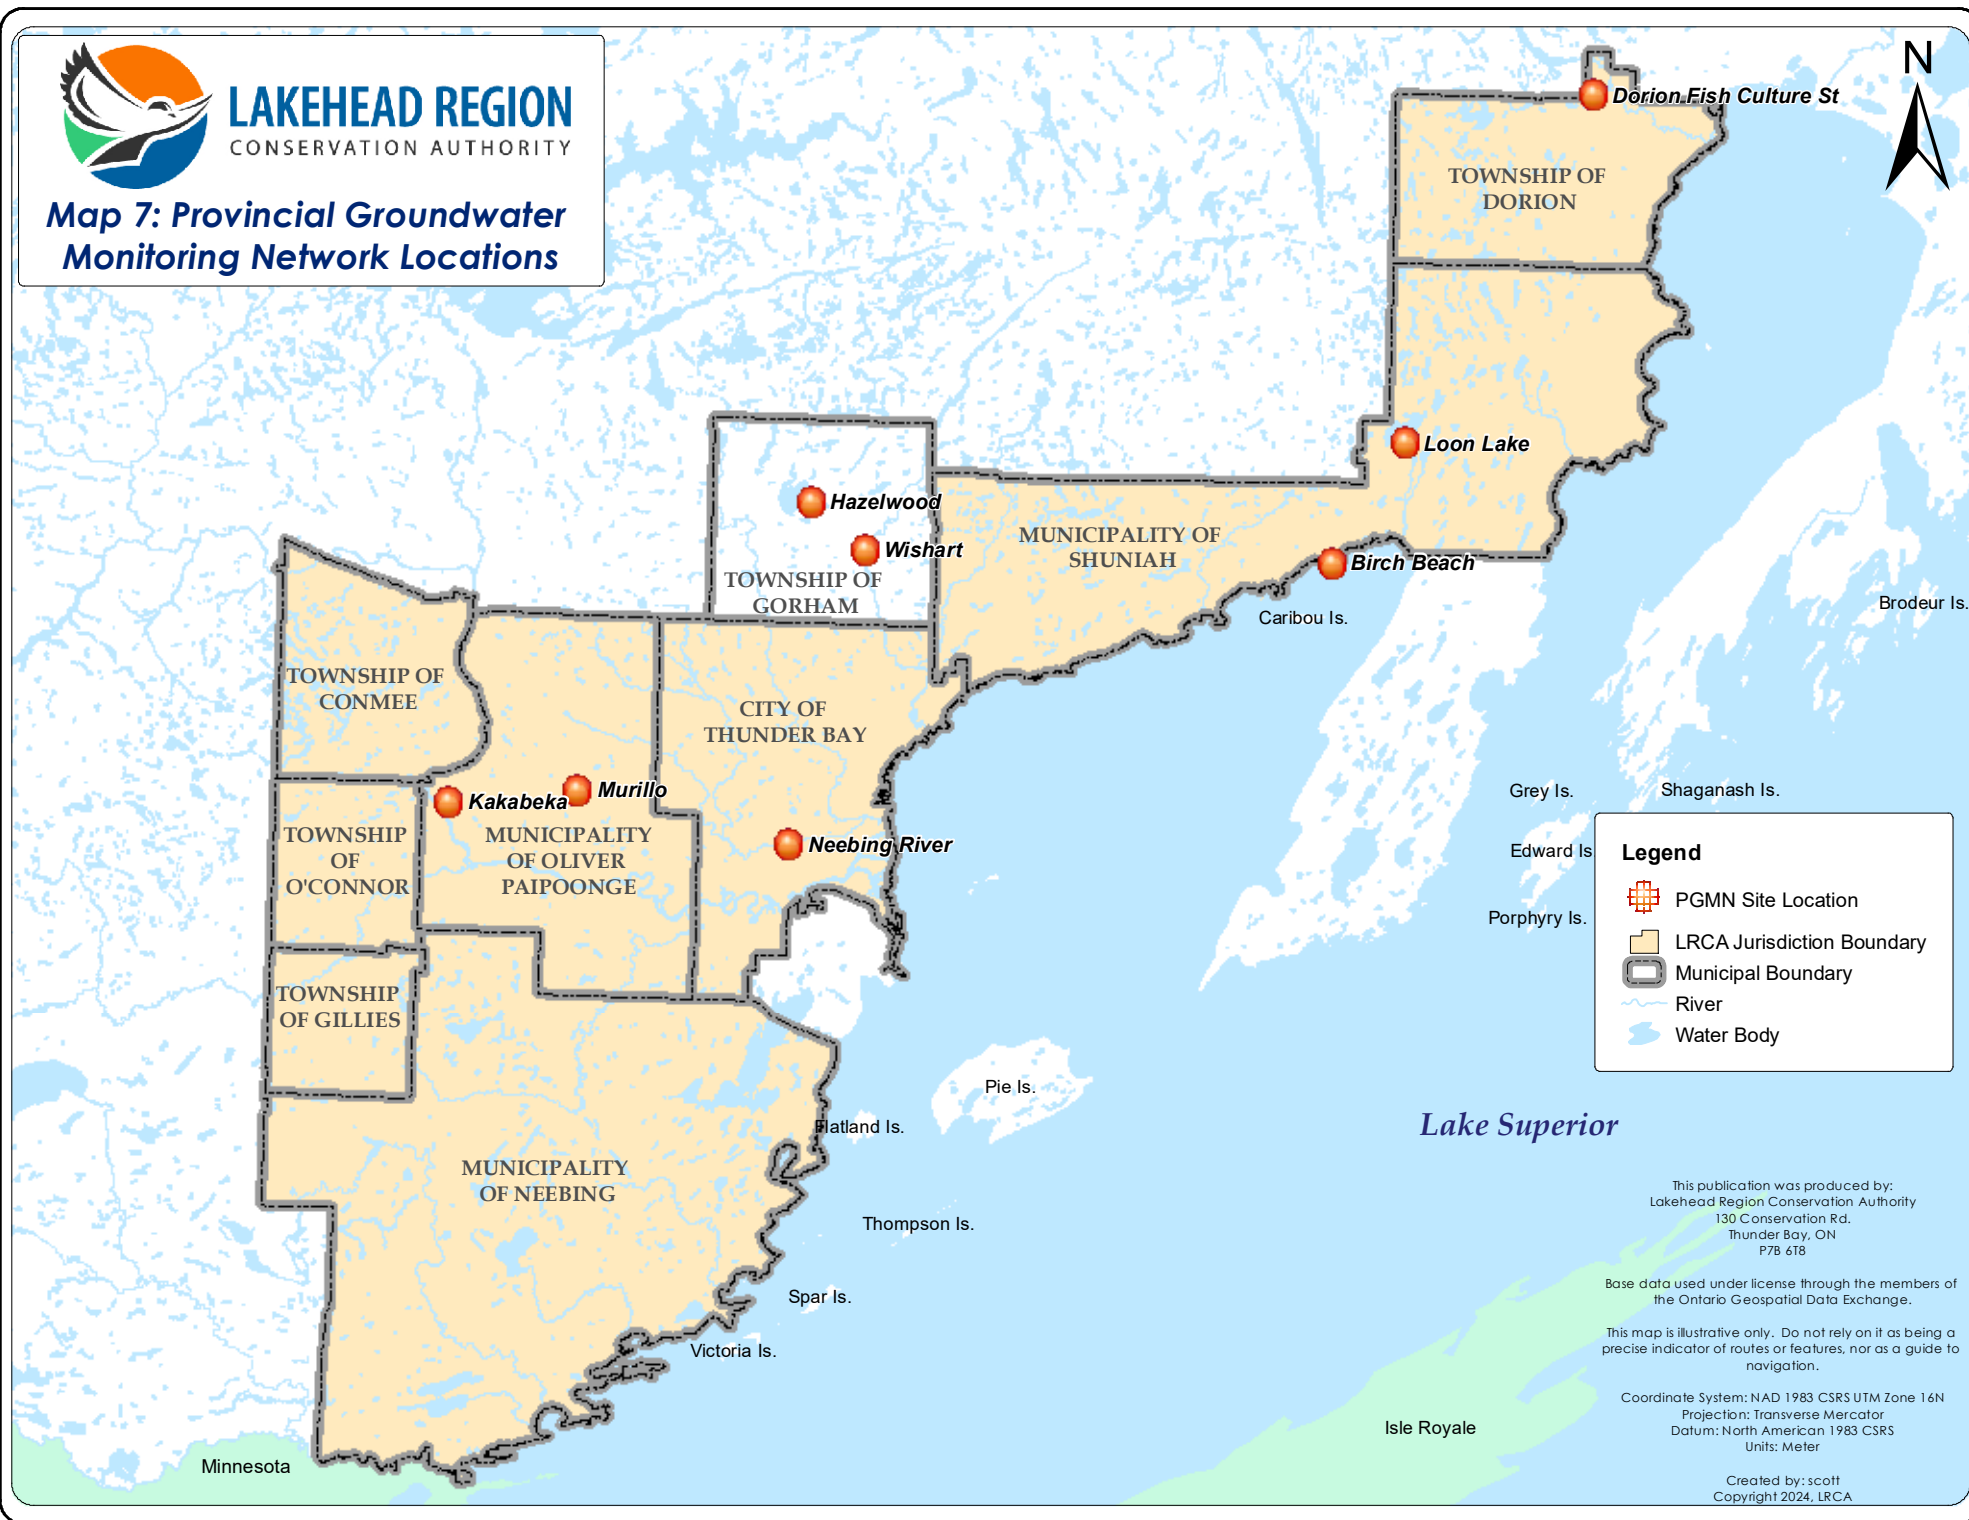 LAKEHEAD REGION
CONSERVATION AUTHORITY
Map 7: Provincial Groundwater
Monitoring Network Locations
N
Dorion Fish Culture St
TOWNSHIP OF
DORION
Loon Lake
Hazelwood
Wishart
TOWNSHIP OF
GORHAM
MUNICIPALITY OF
SHUNIAH
Birch Beach
Caribou Is.
Brodeur Is.
TOWNSHIP OF
CONMEE
CITY OF
THUNDER BAY
Kakabeka
Murillo
TOWNSHIP
OF
O'CONNOR
MUNICIPALITY
OF OLIVER
PAIPOONGE
Neebing River
Grey Is.
Shaganash Is.
Edward Is
Porphyry Is.
Legend
PGMN Site Location
LRCA Jurisdiction Boundary
Municipal Boundary
River
Water Body
TOWNSHIP
OF GILLIES
Pie Is.
Flatland Is.
Lake Superior
MUNICIPALITY
OF NEEBING
Thompson Is.
Spar Is.
Victoria Is.
Isle Royale
Minnesota
This publication was produced by:
Lakehead Region Conservation Authority
130 Conservation Rd.
Thunder Bay, ON
P7B 6T8
Base data used under license through the members of
the Ontario Geospatial Data Exchange.
This map is illustrative only. Do not rely on it as being a
precise indicator of routes or features, nor as a guide to
navigation.
Coordinate System: NAD 1983 CSRS UTM Zone 16N
Projection: Transverse Mercator
Datum: North American 1983 CSRS
Units: Meter
Created by: scott
Copyright 2024, LRCA